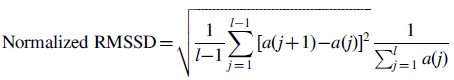 Normalized RMSSD = √(1/(l−1) ∑_{j=1}^{l−1} [a(j+1)−a(j)]²) 1/(∑_{j=1}^{l} a(j))